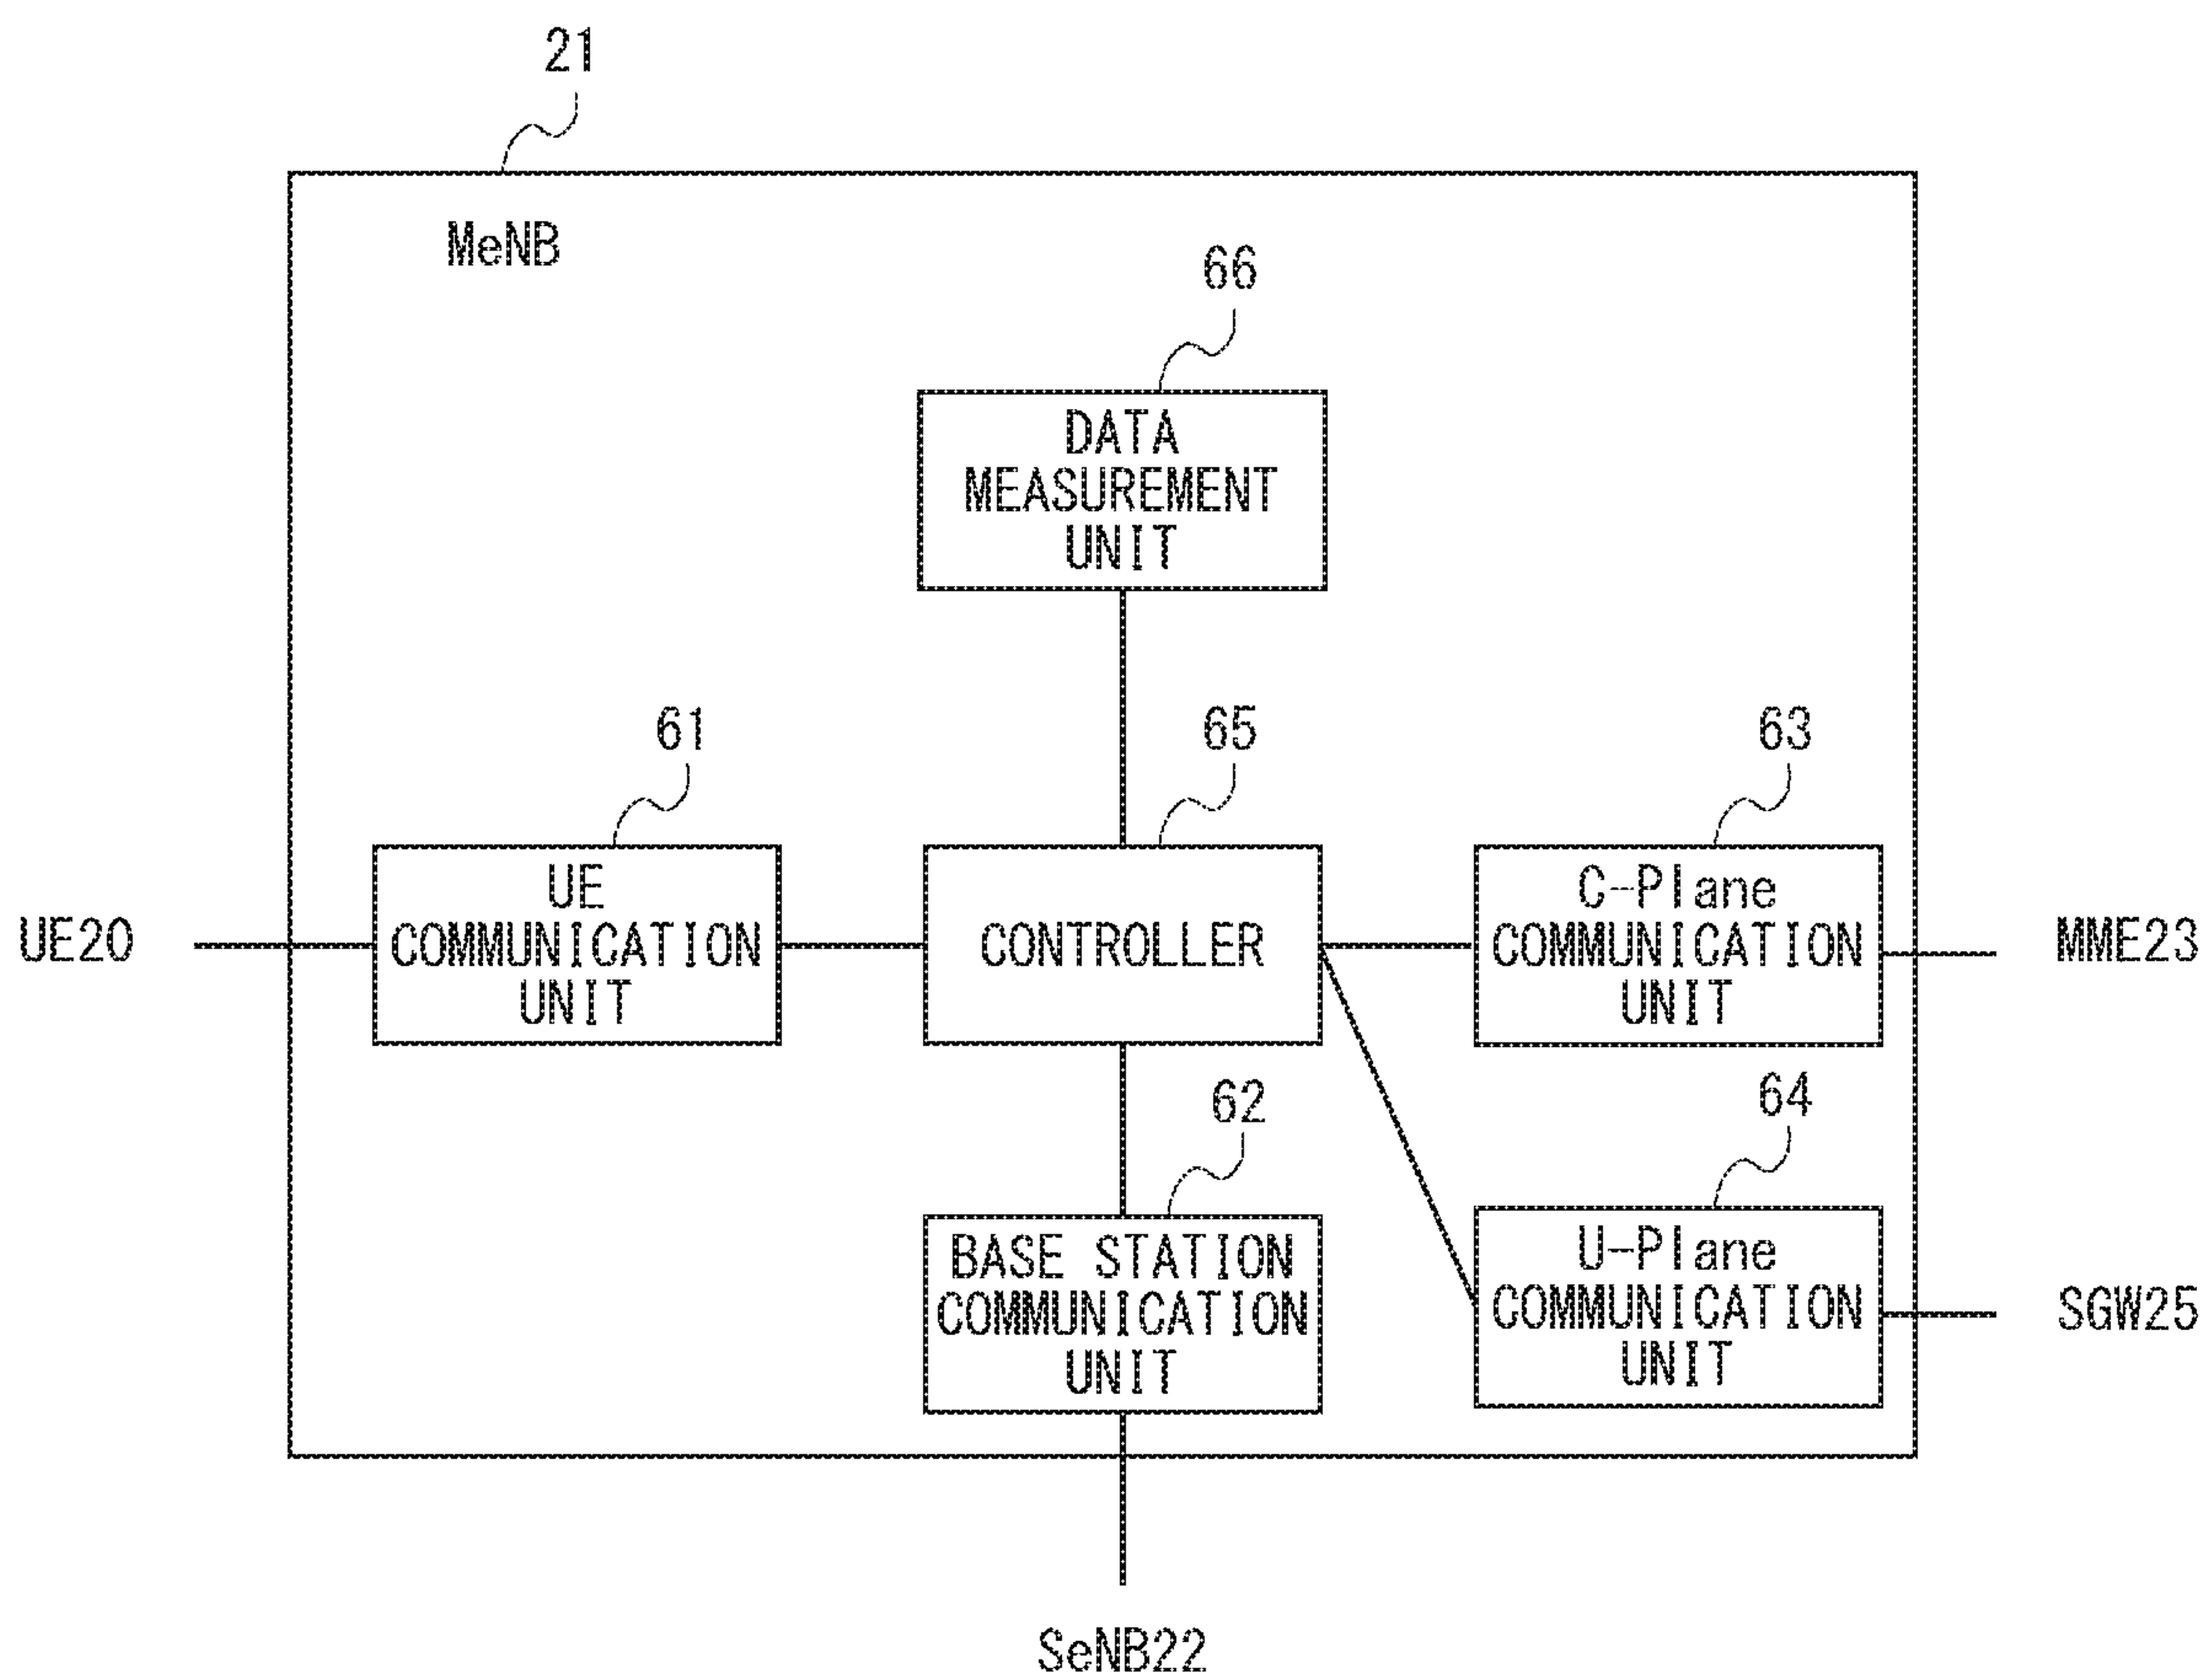 21
MeNB
66
DATA
MEASUREMENT
UNIT
61
65
63
UE
COMMUNICATION
UNIT
CONTROLLER
C-Plane
COMMUNICATION
UNIT
UE20
MME23
62
64
BASE STATION
COMMUNICATION
UNIT
U-Plane
COMMUNICATION
UNIT
SGW25
SeNB22